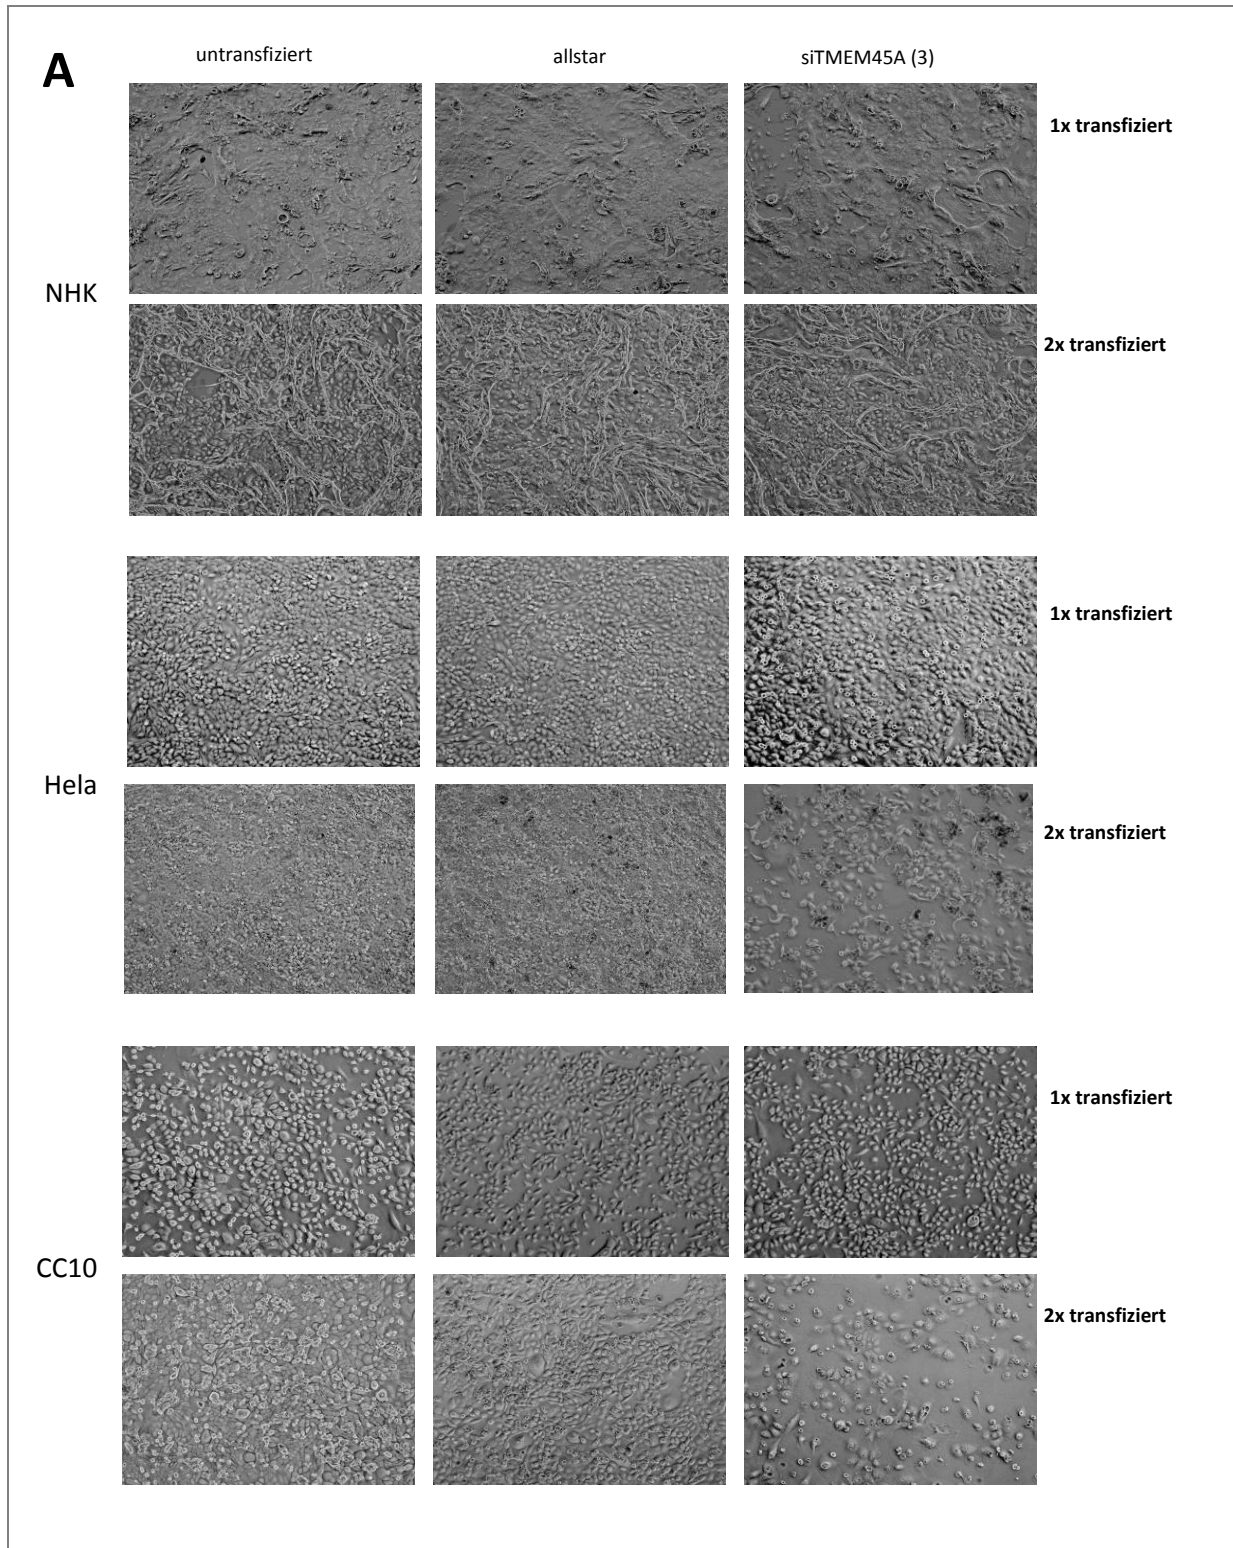 A
untransfiziert allstar siTMEM45A (3)
1x transfiziert
NHK
2x transfiziert
1x transfiziert
Hela
2x transfiziert
1x transfiziert
CC10
2x transfiziert